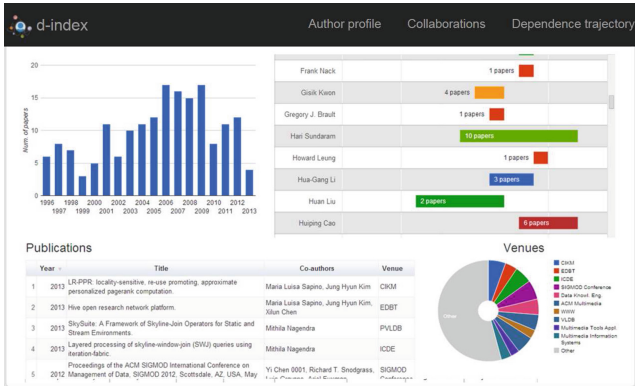 d-index
Author profile
Collaborations
Dependence trajectory
Num. of papers
20
15
10
5
0
1996 1998 2000 2002 2004 2006 2008 2010 2012
1997 1999 2001 2003 2005 2007 2009 2011 2013
Frank Nack 1 papers
Gisik Kwon 4 papers
Gregory J. Brault 1 papers
Hari Sundaram 10 papers
Howard Leung 1 papers
Hua-Gang Li 3 papers
Huan Liu 2 papers
Huiping Cao 6 papers
Publications
Year Title Co-authors Venue
1 2013 LR-PPR: locality-sensitive, re-use promoting, approximate
personalized pagerank computation.
Maria Luisa Sapino, Jung Hyun Kim CIKM
2 2013 Hive open research network platform.
Maria Luisa Sapino, Jung Hyun Kim,
Xilun Chen
EDBT
3 2013 SkySuite: A Framework of Skyline-Join Operators for Static and
Stream Environments.
Mithila Nagendra PVLDB
4 2013 Layered processing of skyline-window-join (SWJ) queries using
iteration-fabric.
Mithila Nagendra ICDE
5 2012 Proceedings of the ACM SIGMOD International Conference on
Management of Data, SIGMOD 2012, Scottsdale, AZ, USA, May
Yi Chen 0001, Richard T. Snodgrass,
SIGMOD
Conference
Venues
Other
CIKM
EDBT
ICDE
SIGMOD Conference
Data Knowl. Eng.
ACM Multimedia
WWW
VLDB
Multimedia Tools Appl.
Multimedia Information
Systems
Other